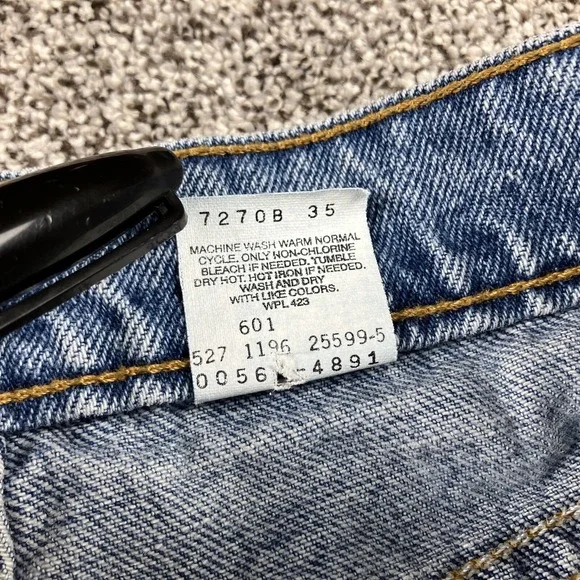 7270B 35
MACHINE WASH WARM NORMAL
CYCLE. ONLY NON-CHLORINE
BLEACH IF NEEDED. TUMBLE
DRY HOT. HOT IRON IF NEEDED.
WASH AND DRY
WITH LIKE COLORS.
WPL 423
601
527 1196 25599-5